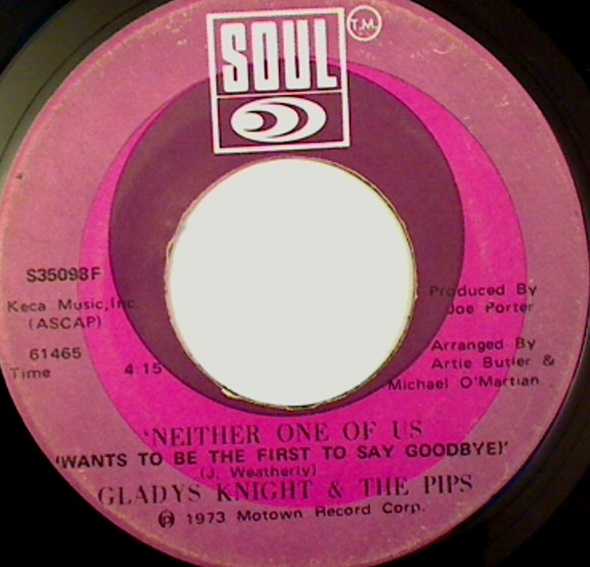 SOUL
T.M.
S35098F
Keca Music, Inc.
(ASCAP)
61465
Time 4:15
Produced By
Joe Porter
Arranged By
Artie Butler &
Michael O'Martian
'NEITHER ONE OF US
'WANTS TO BE THE FIRST TO SAY GOODBYE)'
(J. Weatherly)
GLADYS KNIGHT & THE PIPS
℗ 1973 Motown Record Corp.